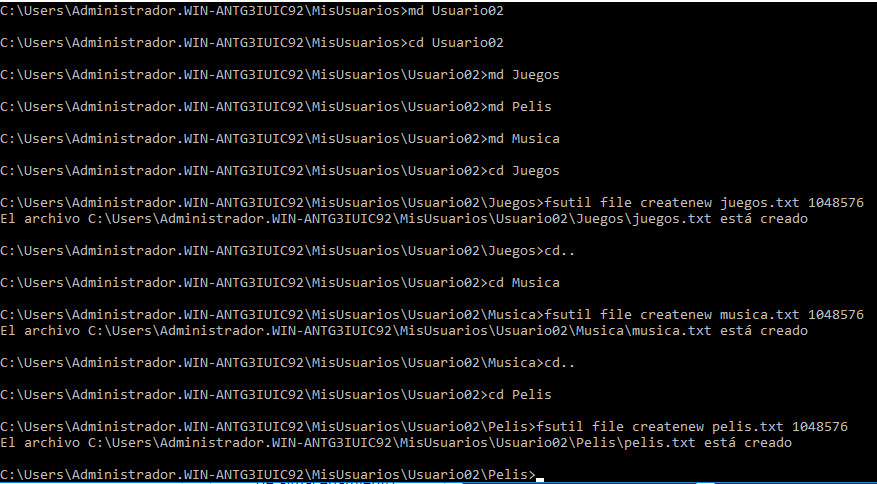 C:\Users\Administrador.WIN-ANTG3IUIC92\MisUsuarios>md Usuario02
C:\Users\Administrador.WIN-ANTG3IUIC92\MisUsuarios>cd Usuario02
C:\Users\Administrador.WIN-ANTG3IUIC92\MisUsuarios\Usuario02>md Juegos
C:\Users\Administrador.WIN-ANTG3IUIC92\MisUsuarios\Usuario02>md Pelis
C:\Users\Administrador.WIN-ANTG3IUIC92\MisUsuarios\Usuario02>md Musica
C:\Users\Administrador.WIN-ANTG3IUIC92\MisUsuarios\Usuario02>cd Juegos
C:\Users\Administrador.WIN-ANTG3IUIC92\MisUsuarios\Usuario02\Juegos>fsutil file createnew juegos.txt 1048576
El archivo C:\Users\Administrador.WIN-ANTG3IUIC92\MisUsuarios\Usuario02\Juegos\juegos.txt está creado
C:\Users\Administrador.WIN-ANTG3IUIC92\MisUsuarios\Usuario02\Juegos>cd..
C:\Users\Administrador.WIN-ANTG3IUIC92\MisUsuarios\Usuario02>cd Musica
C:\Users\Administrador.WIN-ANTG3IUIC92\MisUsuarios\Usuario02\Musica>fsutil file createnew musica.txt 1048576
El archivo C:\Users\Administrador.WIN-ANTG3IUIC92\MisUsuarios\Usuario02\Musica\musica.txt está creado
C:\Users\Administrador.WIN-ANTG3IUIC92\MisUsuarios\Usuario02\Musica>cd..
C:\Users\Administrador.WIN-ANTG3IUIC92\MisUsuarios\Usuario02>cd Pelis
C:\Users\Administrador.WIN-ANTG3IUIC92\MisUsuarios\Usuario02\Pelis>fsutil file createnew pelis.txt 1048576
El archivo C:\Users\Administrador.WIN-ANTG3IUIC92\MisUsuarios\Usuario02\Pelis\pelis.txt está creado
C:\Users\Administrador.WIN-ANTG3IUIC92\MisUsuarios\Usuario02\Pelis>